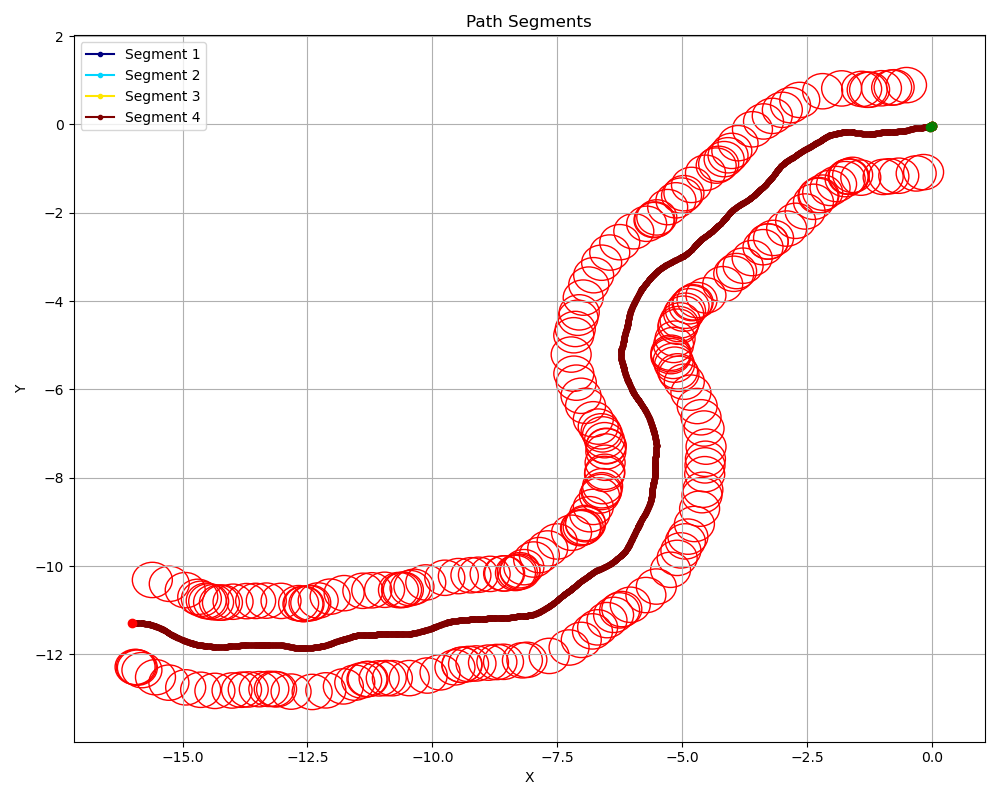 Path Segments
Segment 1
Segment 2
Segment 3
Segment 4
Y
2
0
−2
−4
−6
−8
−10
−12
−15.0 −12.5 −10.0 −7.5 −5.0 −2.5 0.0
X